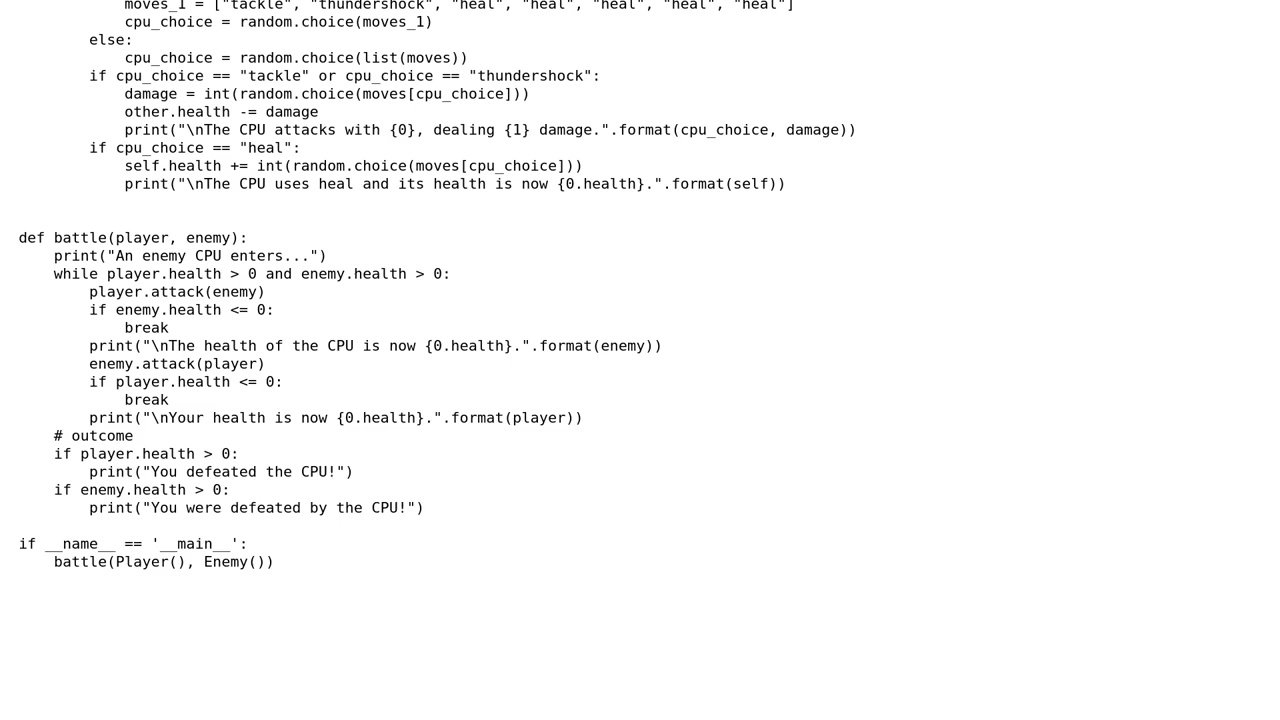 moves_1 = ["tackle", "thundershock", "heal", "heal", "heal", "heal", "heal"]
            cpu_choice = random.choice(moves_1)
        else:
            cpu_choice = random.choice(list(moves))
        if cpu_choice == "tackle" or cpu_choice == "thundershock":
            damage = int(random.choice(moves[cpu_choice]))
            other.health -= damage
            print("\nThe CPU attacks with {0}, dealing {1} damage.".format(cpu_choice, damage))
        if cpu_choice == "heal":
            self.health += int(random.choice(moves[cpu_choice]))
            print("\nThe CPU uses heal and its health is now {0.health}.".format(self))


def battle(player, enemy):
    print("An enemy CPU enters...")
    while player.health > 0 and enemy.health > 0:
        player.attack(enemy)
        if enemy.health <= 0:
            break
        print("\nThe health of the CPU is now {0.health}.".format(enemy))
        enemy.attack(player)
        if player.health <= 0:
            break
        print("\nYour health is now {0.health}.".format(player))
    # outcome
    if player.health > 0:
        print("You defeated the CPU!")
    if enemy.health > 0:
        print("You were defeated by the CPU!")

if __name__ == '__main__':
    battle(Player(), Enemy())